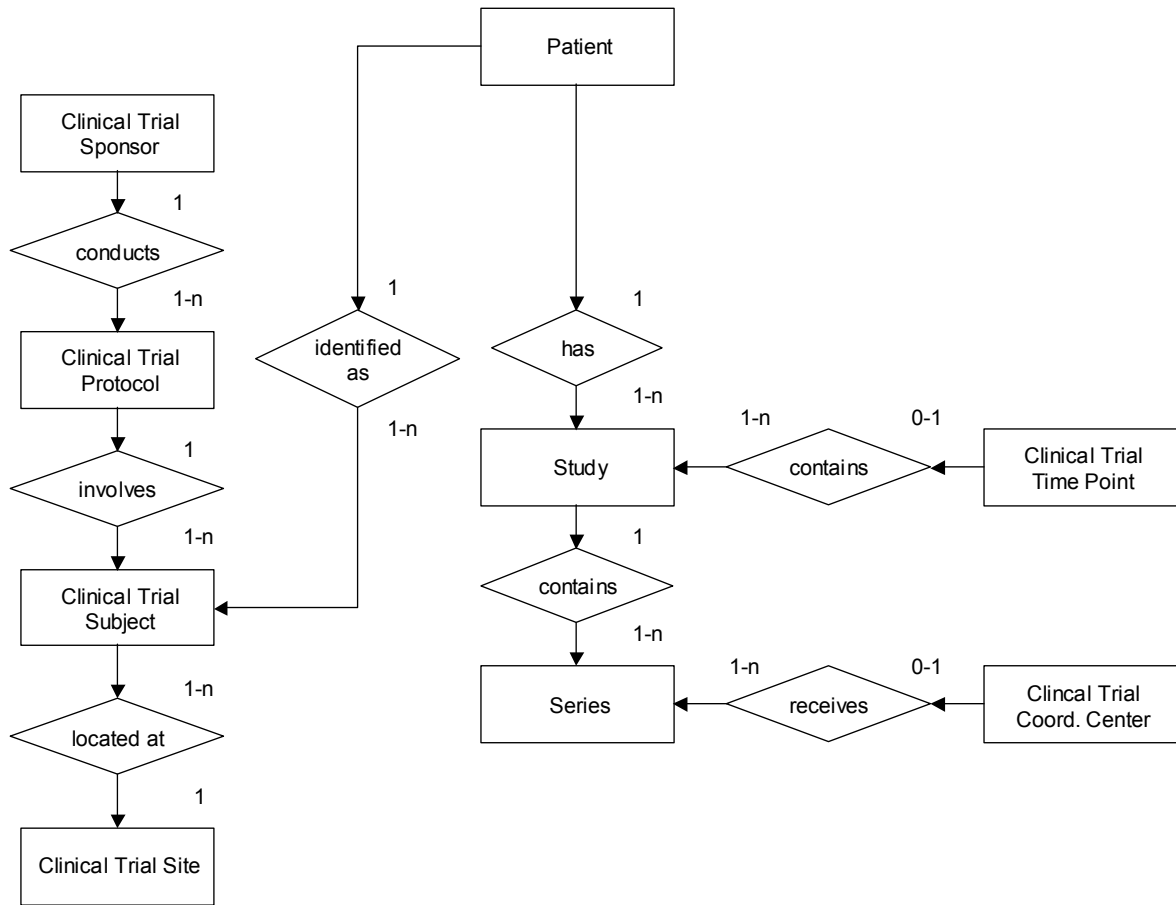 Patient
Clinical Trial
Sponsor
1
conducts
1-n
Clinical Trial
Protocol
1
involves
1-n
Clinical Trial
Subject
1-n
located at
1
Clinical Trial Site
1
identified
as
1-n
1
has
1-n
Study
1-n
contains
0-1
Clinical Trial
Time Point
1
contains
1-n
Series
1-n
receives
0-1
Clincal Trial
Coord. Center